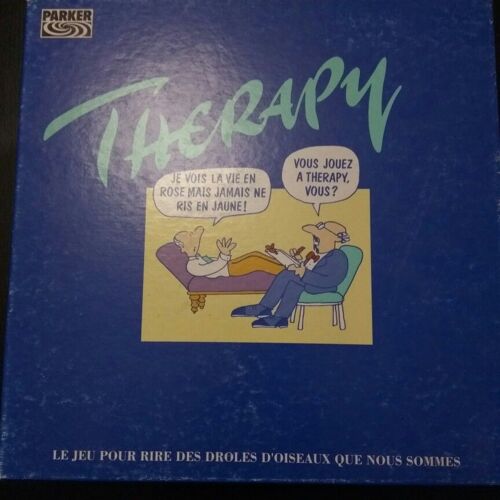 PARKER
THERAPY
JE VOIS LA VIE EN
ROSE MAIS JAMAIS NE
RIS EN JAUNE!
VOUS JOUEZ
A THERAPY,
VOUS?
LE JEU POUR RIRE DES DROLES D'OISEAUX QUE NOUS SOMMES